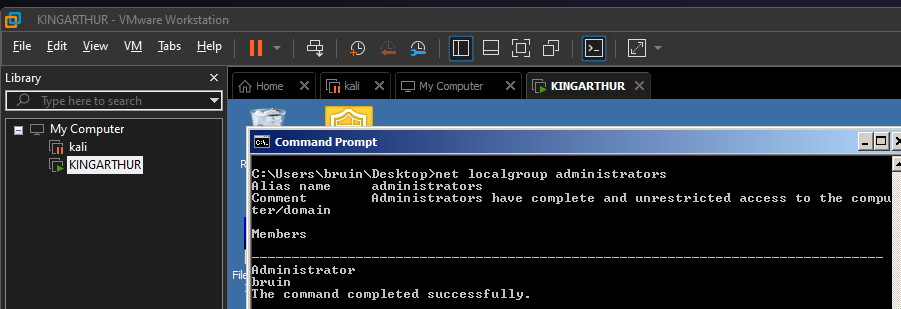 KINGARTHUR - VMware Workstation
File Edit View VM Tabs Help
Library
Type here to search
My Computer
kali
KINGARTHUR
Home
kali
My Computer
KINGARTHUR
Command Prompt
C:\Users\bruin\Desktop>net localgroup administrators
Alias name administrators
Comment Administrators have complete and unrestricted access to the compu
ter/domain
Members
-------------------------------------------------------------------------------
Administrator
bruin
The command completed successfully.